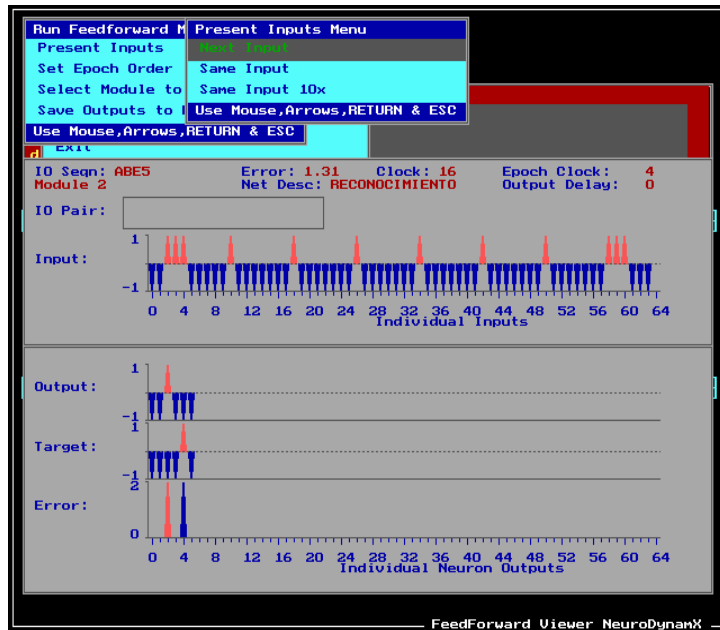 Run Feedforward M
Present Inputs Menu
Present Inputs
Next Input
Set Epoch Order
Same Input
Select Module to
Same Input 10x
Save Outputs to
Use Mouse,Arrows,RETURN & ESC
Use Mouse,Arrows,RETURN & ESC
Exit
d
IO Seqn: ABE5 Error: 1.31 Clock: 16 Epoch Clock: 4
Module 2 Net Desc: RECONOCIMIENTO Output Delay: 0
IO Pair:
1
Input:
-1
0 4 8 12 16 20 24 28 32 36 40 44 48 52 56 60 64
Individual Inputs
1
Output:
-1
1
Target:
-1
2
Error:
0
0 4 8 12 16 20 24 28 32 36 40 44 48 52 56 60 64
Individual Neuron Outputs
FeedForward Viewer NeuroDynamX